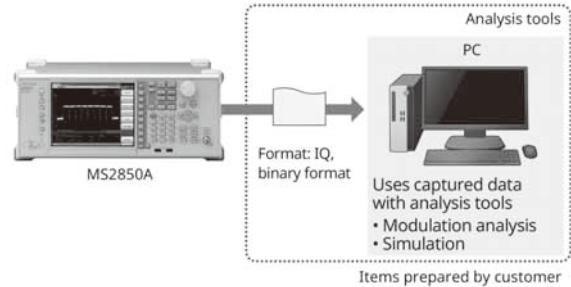 Analysis tools
PC
MS2850A
Format: IQ,
binary format
Uses captured data
with analysis tools
• Modulation analysis
• Simulation
Items prepared by customer